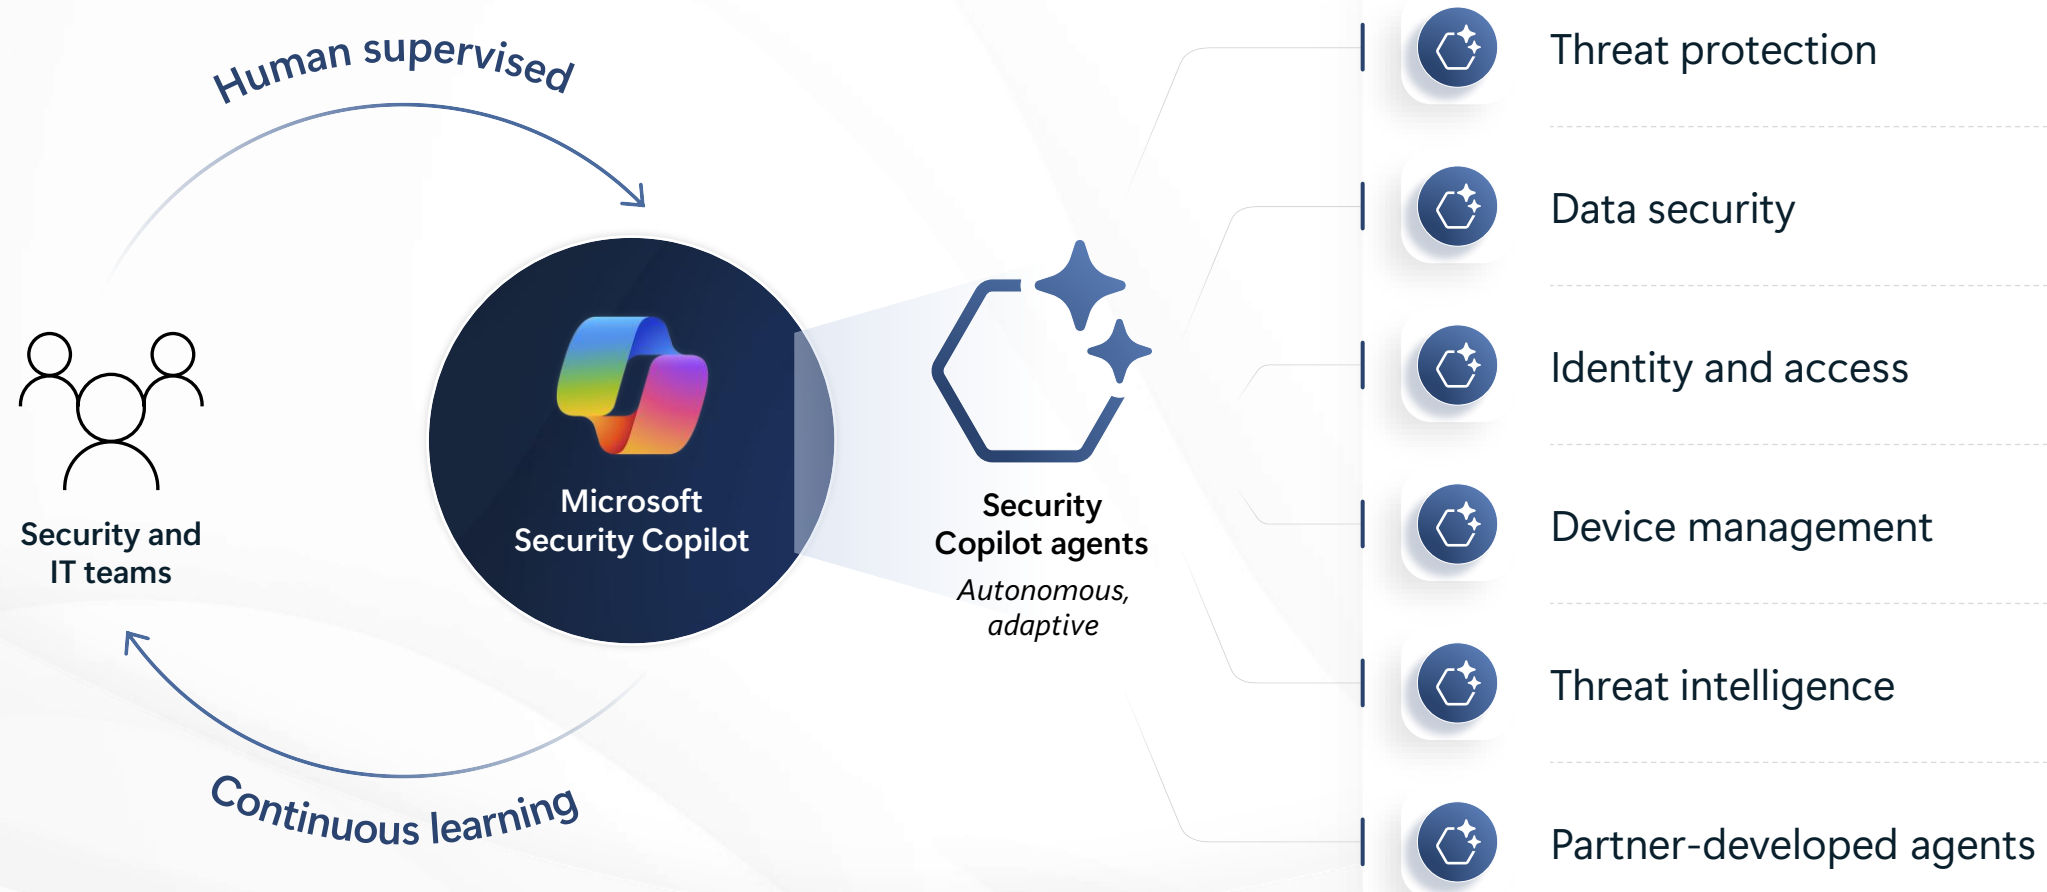 Human supervised
Security and
IT teams
Continuous learning
Microsoft
Security Copilot
Security
Copilot agents
Autonomous,
adaptive
Threat protection
Data security
Identity and access
Device management
Threat intelligence
Partner-developed agents